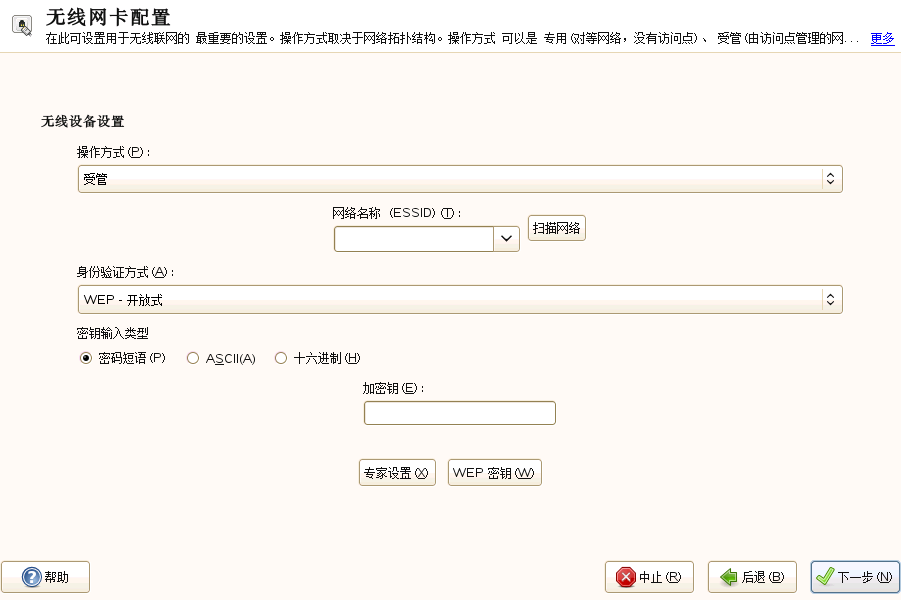 无线网卡配置
在此可设置用于无线联网的 最重要的设置。操作方式取决于网络拓扑结构。操作方式 可以是 专用(对等网络，没有访问点)、 受管(由访问点管理的网... 更多
无线设备设置
操作方式(P)：
受管
网络名称 (ESSID) (T)：
扫描网络
身份验证方式(A)：
WEP - 开放式
密钥输入类型
密码短语(P) ASCII(A) 十六进制(H)
加密钥(E)：
专家设置(X) WEP 密钥(W)
帮助 中止(R) 后退(B) 下一步(N)